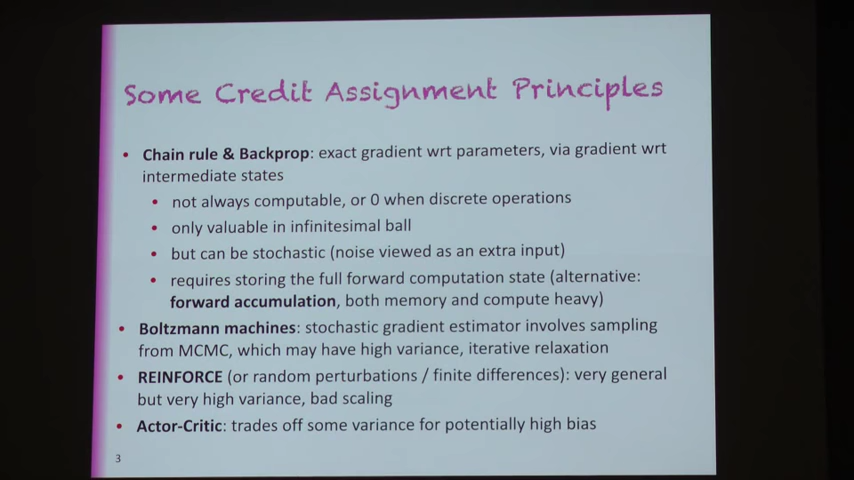 Some Credit Assignment Principles
• Chain rule & Backprop: exact gradient wrt parameters, via gradient wrt
intermediate states
• not always computable, or 0 when discrete operations
• only valuable in infinitesimal ball
• but can be stochastic (noise viewed as an extra input)
• requires storing the full forward computation state (alternative:
forward accumulation, both memory and compute heavy)
• Boltzmann machines: stochastic gradient estimator involves sampling
from MCMC, which may have high variance, iterative relaxation
• REINFORCE (or random perturbations / finite differences): very general
but very high variance, bad scaling
• Actor-Critic: trades off some variance for potentially high bias
3